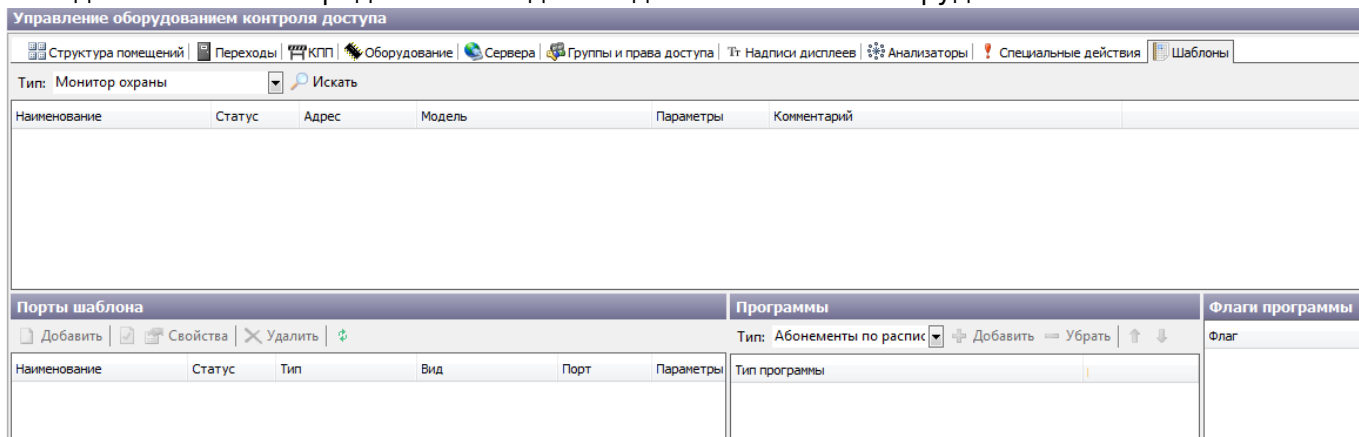 Управление оборудованием контроля доступа
Структура помещений Переходы КПП Оборудование Сервера Группы и права доступа Тт Надписи дисплеев Анализаторы Специальные действия Шаблоны
Тип: Монитор охраны Искать
Наименование Статус Адрес Модель Параметры Комментарий
Порты шаблона Программы Флаги программы
Добавить Свойства Удалить Тип: Абонементы по распис Добавить Убрать Флаг
Наименование Статус Тип Вид Порт Параметры Тип программы